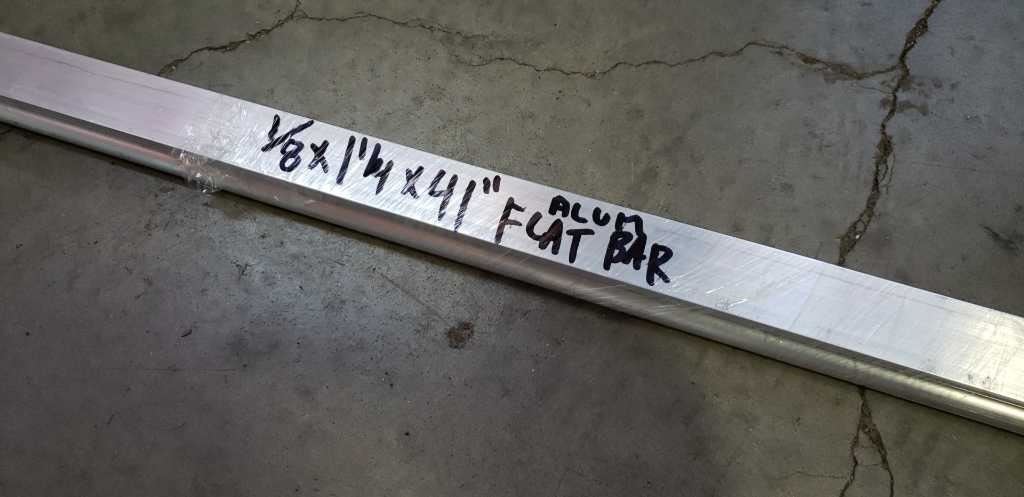 1/8 x 1 1/4 x 41" ALUM
FLAT BAR